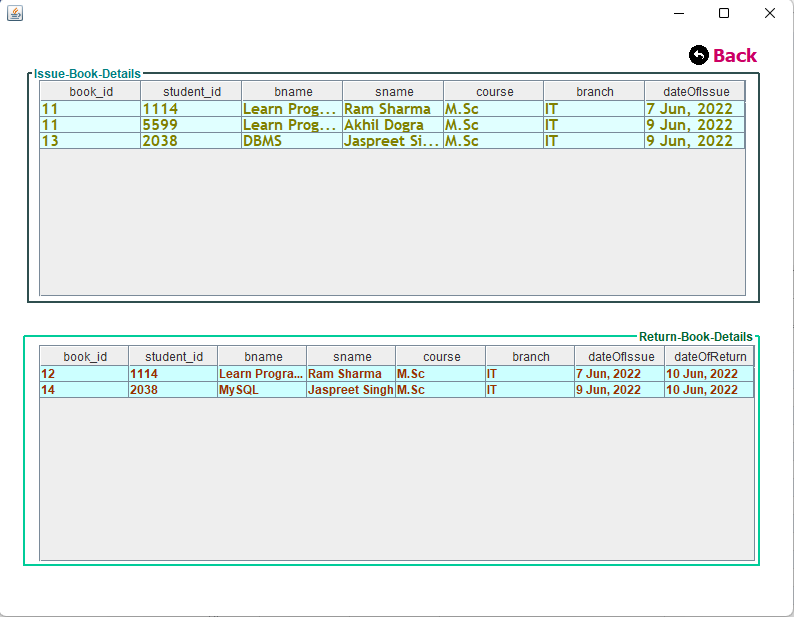 Back
Issue-Book-Details
book_id student_id bname sname course branch dateOfIssue
11 1114 Learn Prog... Ram Sharma M.Sc IT 7 Jun, 2022
11 5599 Learn Prog... Akhil Dogra M.Sc IT 9 Jun, 2022
13 2038 DBMS Jaspreet Si... M.Sc IT 9 Jun, 2022
Return-Book-Details
book_id student_id bname sname course branch dateOfIssue dateOfReturn
12 1114 Learn Progra... Ram Sharma M.Sc IT 7 Jun, 2022 10 Jun, 2022
14 2038 MySQL Jaspreet Singh M.Sc IT 9 Jun, 2022 10 Jun, 2022